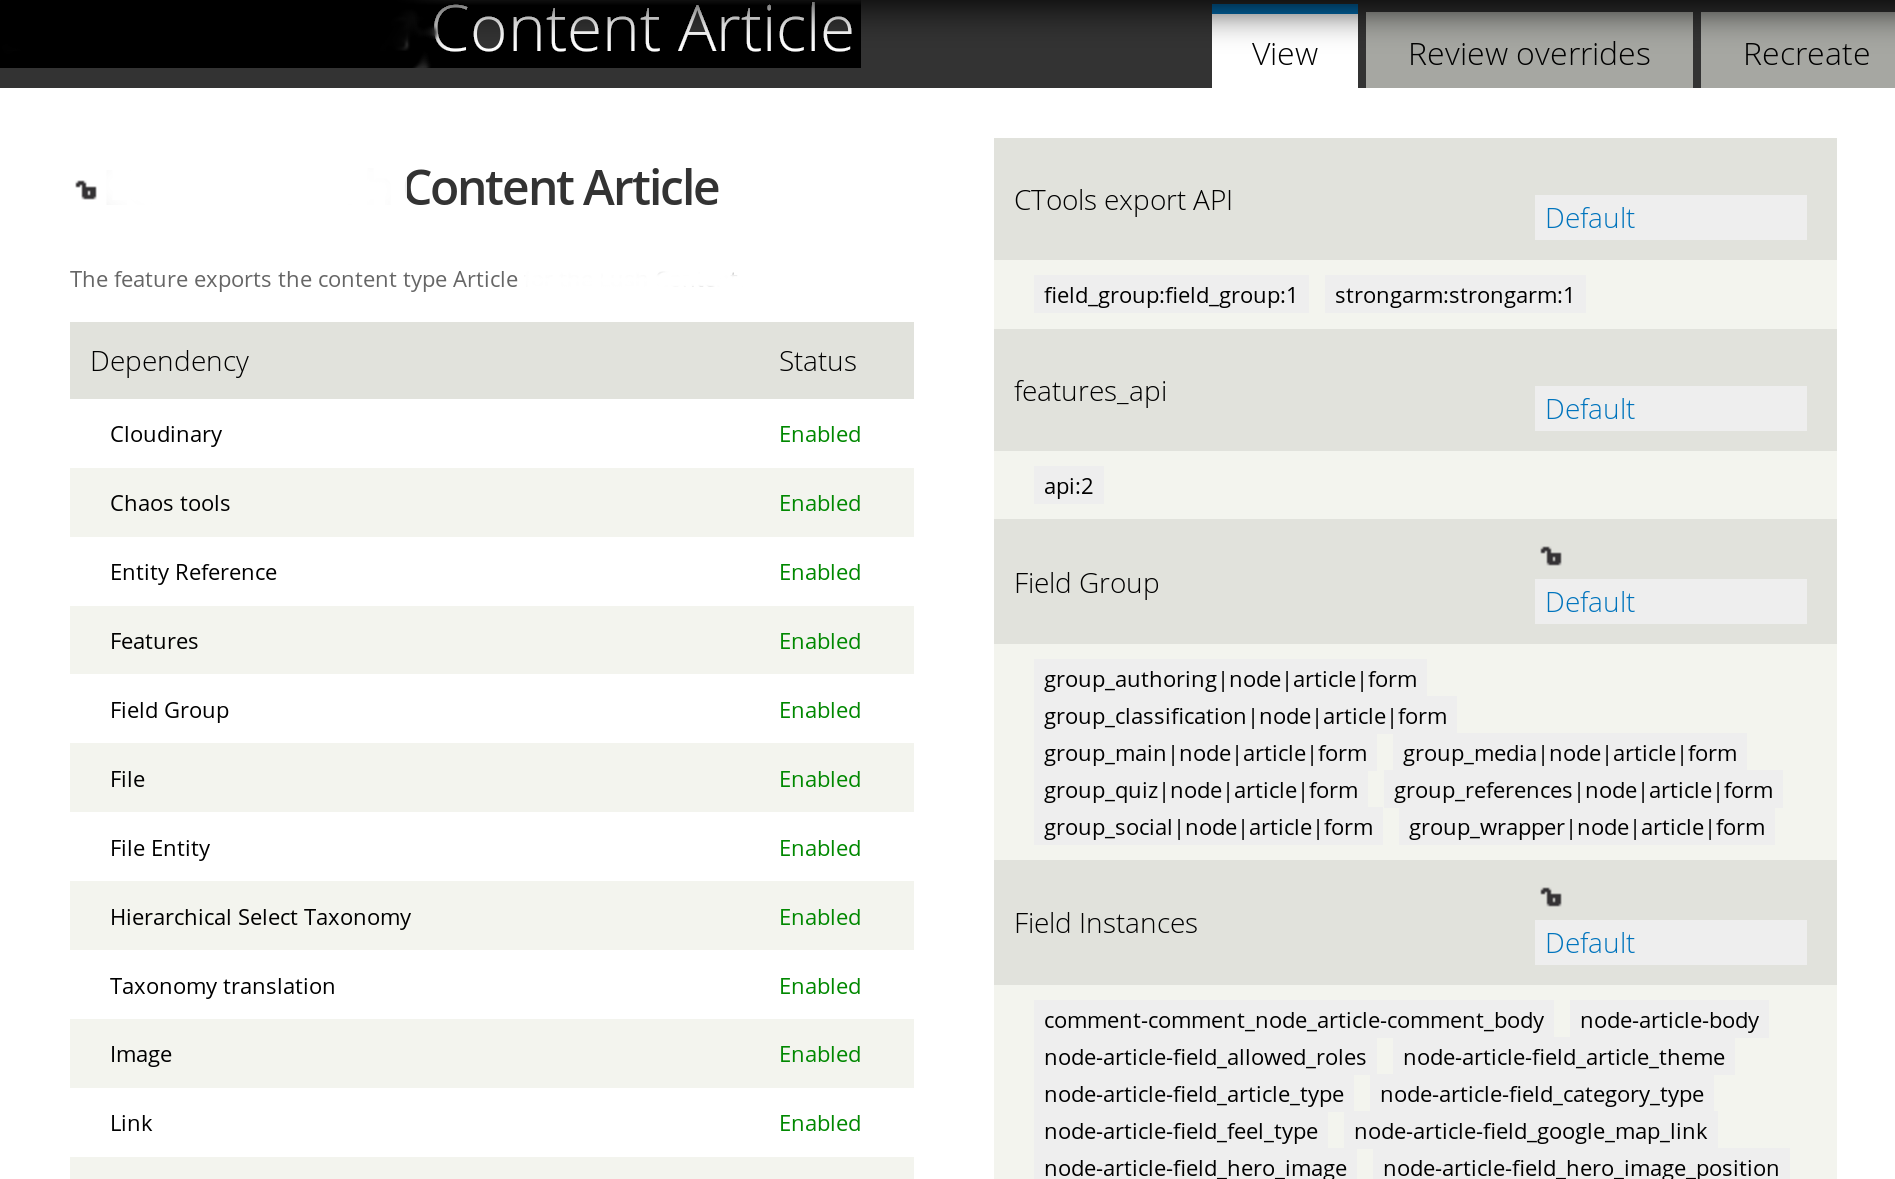 Content Article
View
Review overrides
Recreate
Content Article
The feature exports the content type Article
Dependency Status
Cloudinary Enabled
Chaos tools Enabled
Entity Reference Enabled
Features Enabled
Field Group Enabled
File Enabled
File Entity Enabled
Hierarchical Select Taxonomy Enabled
Taxonomy translation Enabled
Image Enabled
Link Enabled
CTools export API Default
field_group:field_group:1 strongarm:strongarm:1
features_api Default
api:2
Field Group Default
group_authoring|node|article|form
group_classification|node|article|form
group_main|node|article|form group_media|node|article|form
group_quiz|node|article|form group_references|node|article|form
group_social|node|article|form group_wrapper|node|article|form
Field Instances Default
comment-comment_node_article-comment_body node-article-body
node-article-field_allowed_roles node-article-field_article_theme
node-article-field_article_type node-article-field_category_type
node-article-field_feel_type node-article-field_google_map_link
node-article-field_hero_image node-article-field_hero_image_position